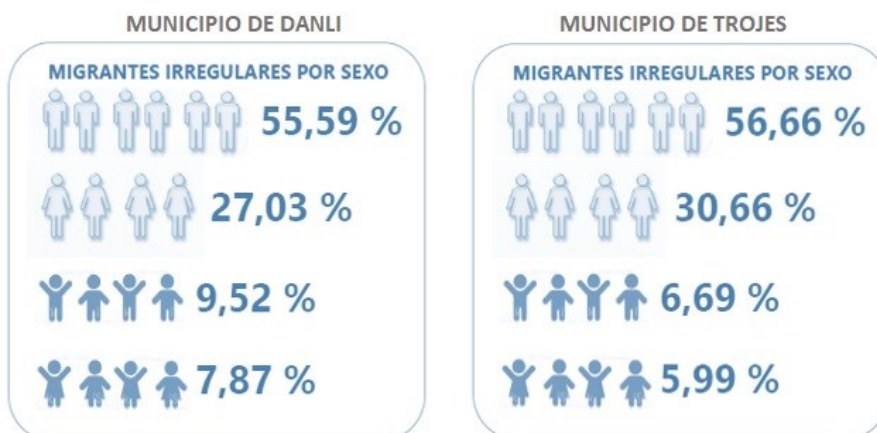 MUNICIPIO DE DANLI
MIGRANTES IRREGULARES POR SEXO
55,59 %
27,03 %
9,52 %
7,87 %
MUNICIPIO DE TROJES
MIGRANTES IRREGULARES POR SEXO
56,66 %
30,66 %
6,69 %
5,99 %